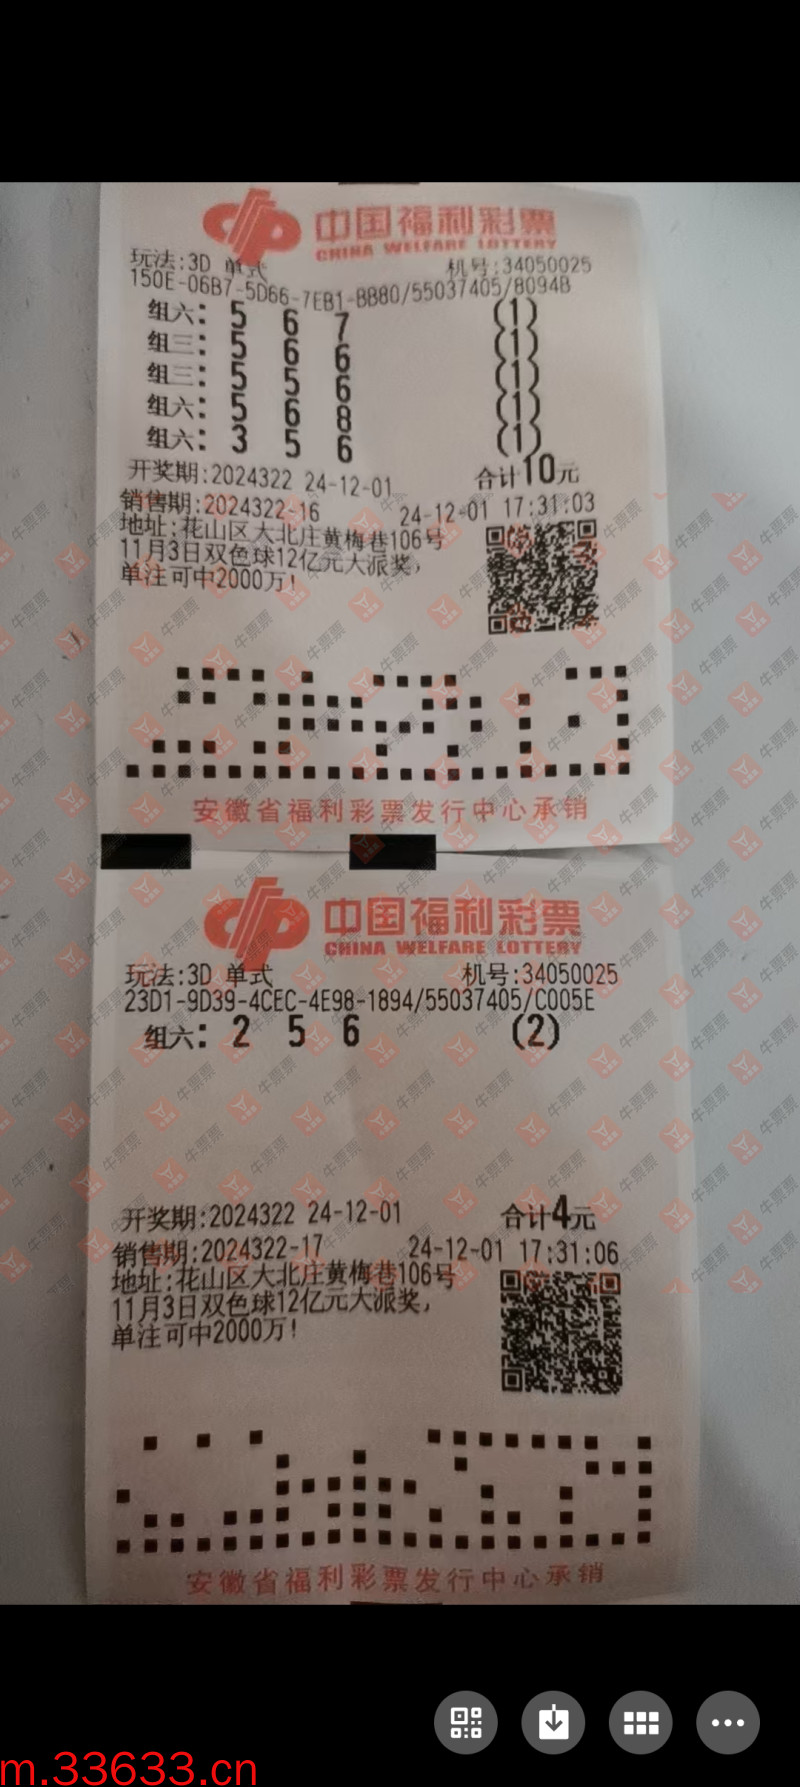 中国福利彩票
CHINA WELFARE LOTTERY
玩法:3D 单式 机号:34050025
150E-06B7-5D66-7EB1-BB80/55037405/8094B
组六: 5 6 7 (1)
组三: 5 6 6 (1)
组三: 5 5 6 (1)
组六: 5 6 8 (1)
组六: 3 5 6 (1)
开奖期:2024322 24-12-01 合计10元
销售期:2024322-16 24-12-01 17:31:03
地址:花山区大北庄黄梅巷106号
11月3日双色球12亿元大派奖,
单注可中2000万!
安徽省福利彩票发行中心承销
中国福利彩票
CHINA WELFARE LOTTERY
玩法:3D 单式 机号:34050025
23D1-9D39-4CEC-4E98-1894/55037405/C005E
组六: 2 5 6 (2)
开奖期:2024322 24-12-01 合计4元
销售期:2024322-17 24-12-01 17:31:06
地址:花山区大北庄黄梅巷106号
11月3日双色球12亿元大派奖,
单注可中2000万!
安徽省福利彩票发行中心承销
牛票票
m.33633.cn